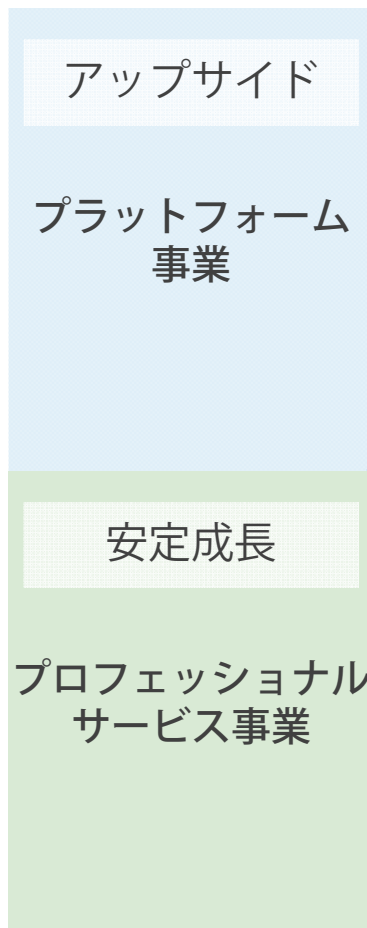 アップサイド
プラットフォーム
事業
安定成長
プロフェッショナル
サービス事業